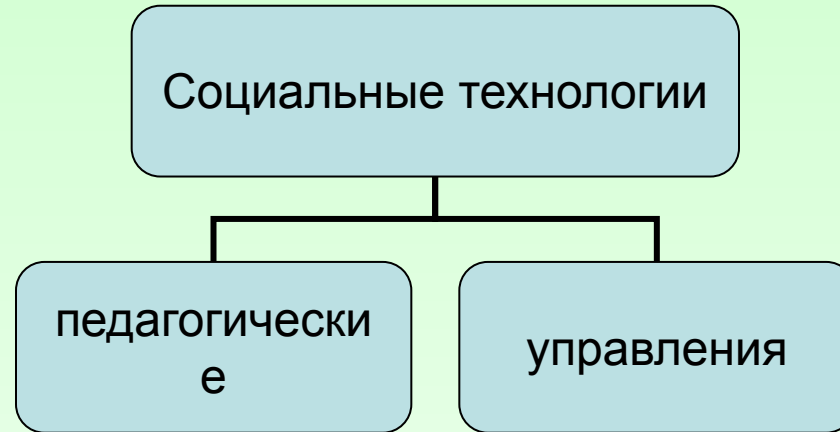 Социальные технологии
педагогически
е
управления